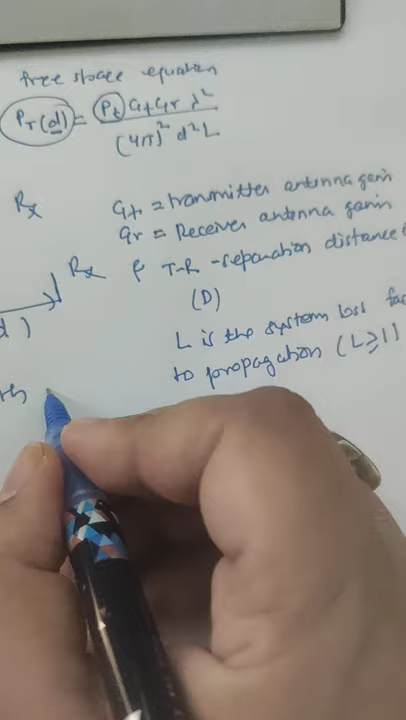 free space equation
Pr(d) = Pt Gt Gr λ²
(4π)² d² L
Rx
Gt = transmitter antenna gain
Gr = Receiver antenna gain
Rx
T-R -separation distance
(D)
d)
L is the system loss
to propagation (L≥1)